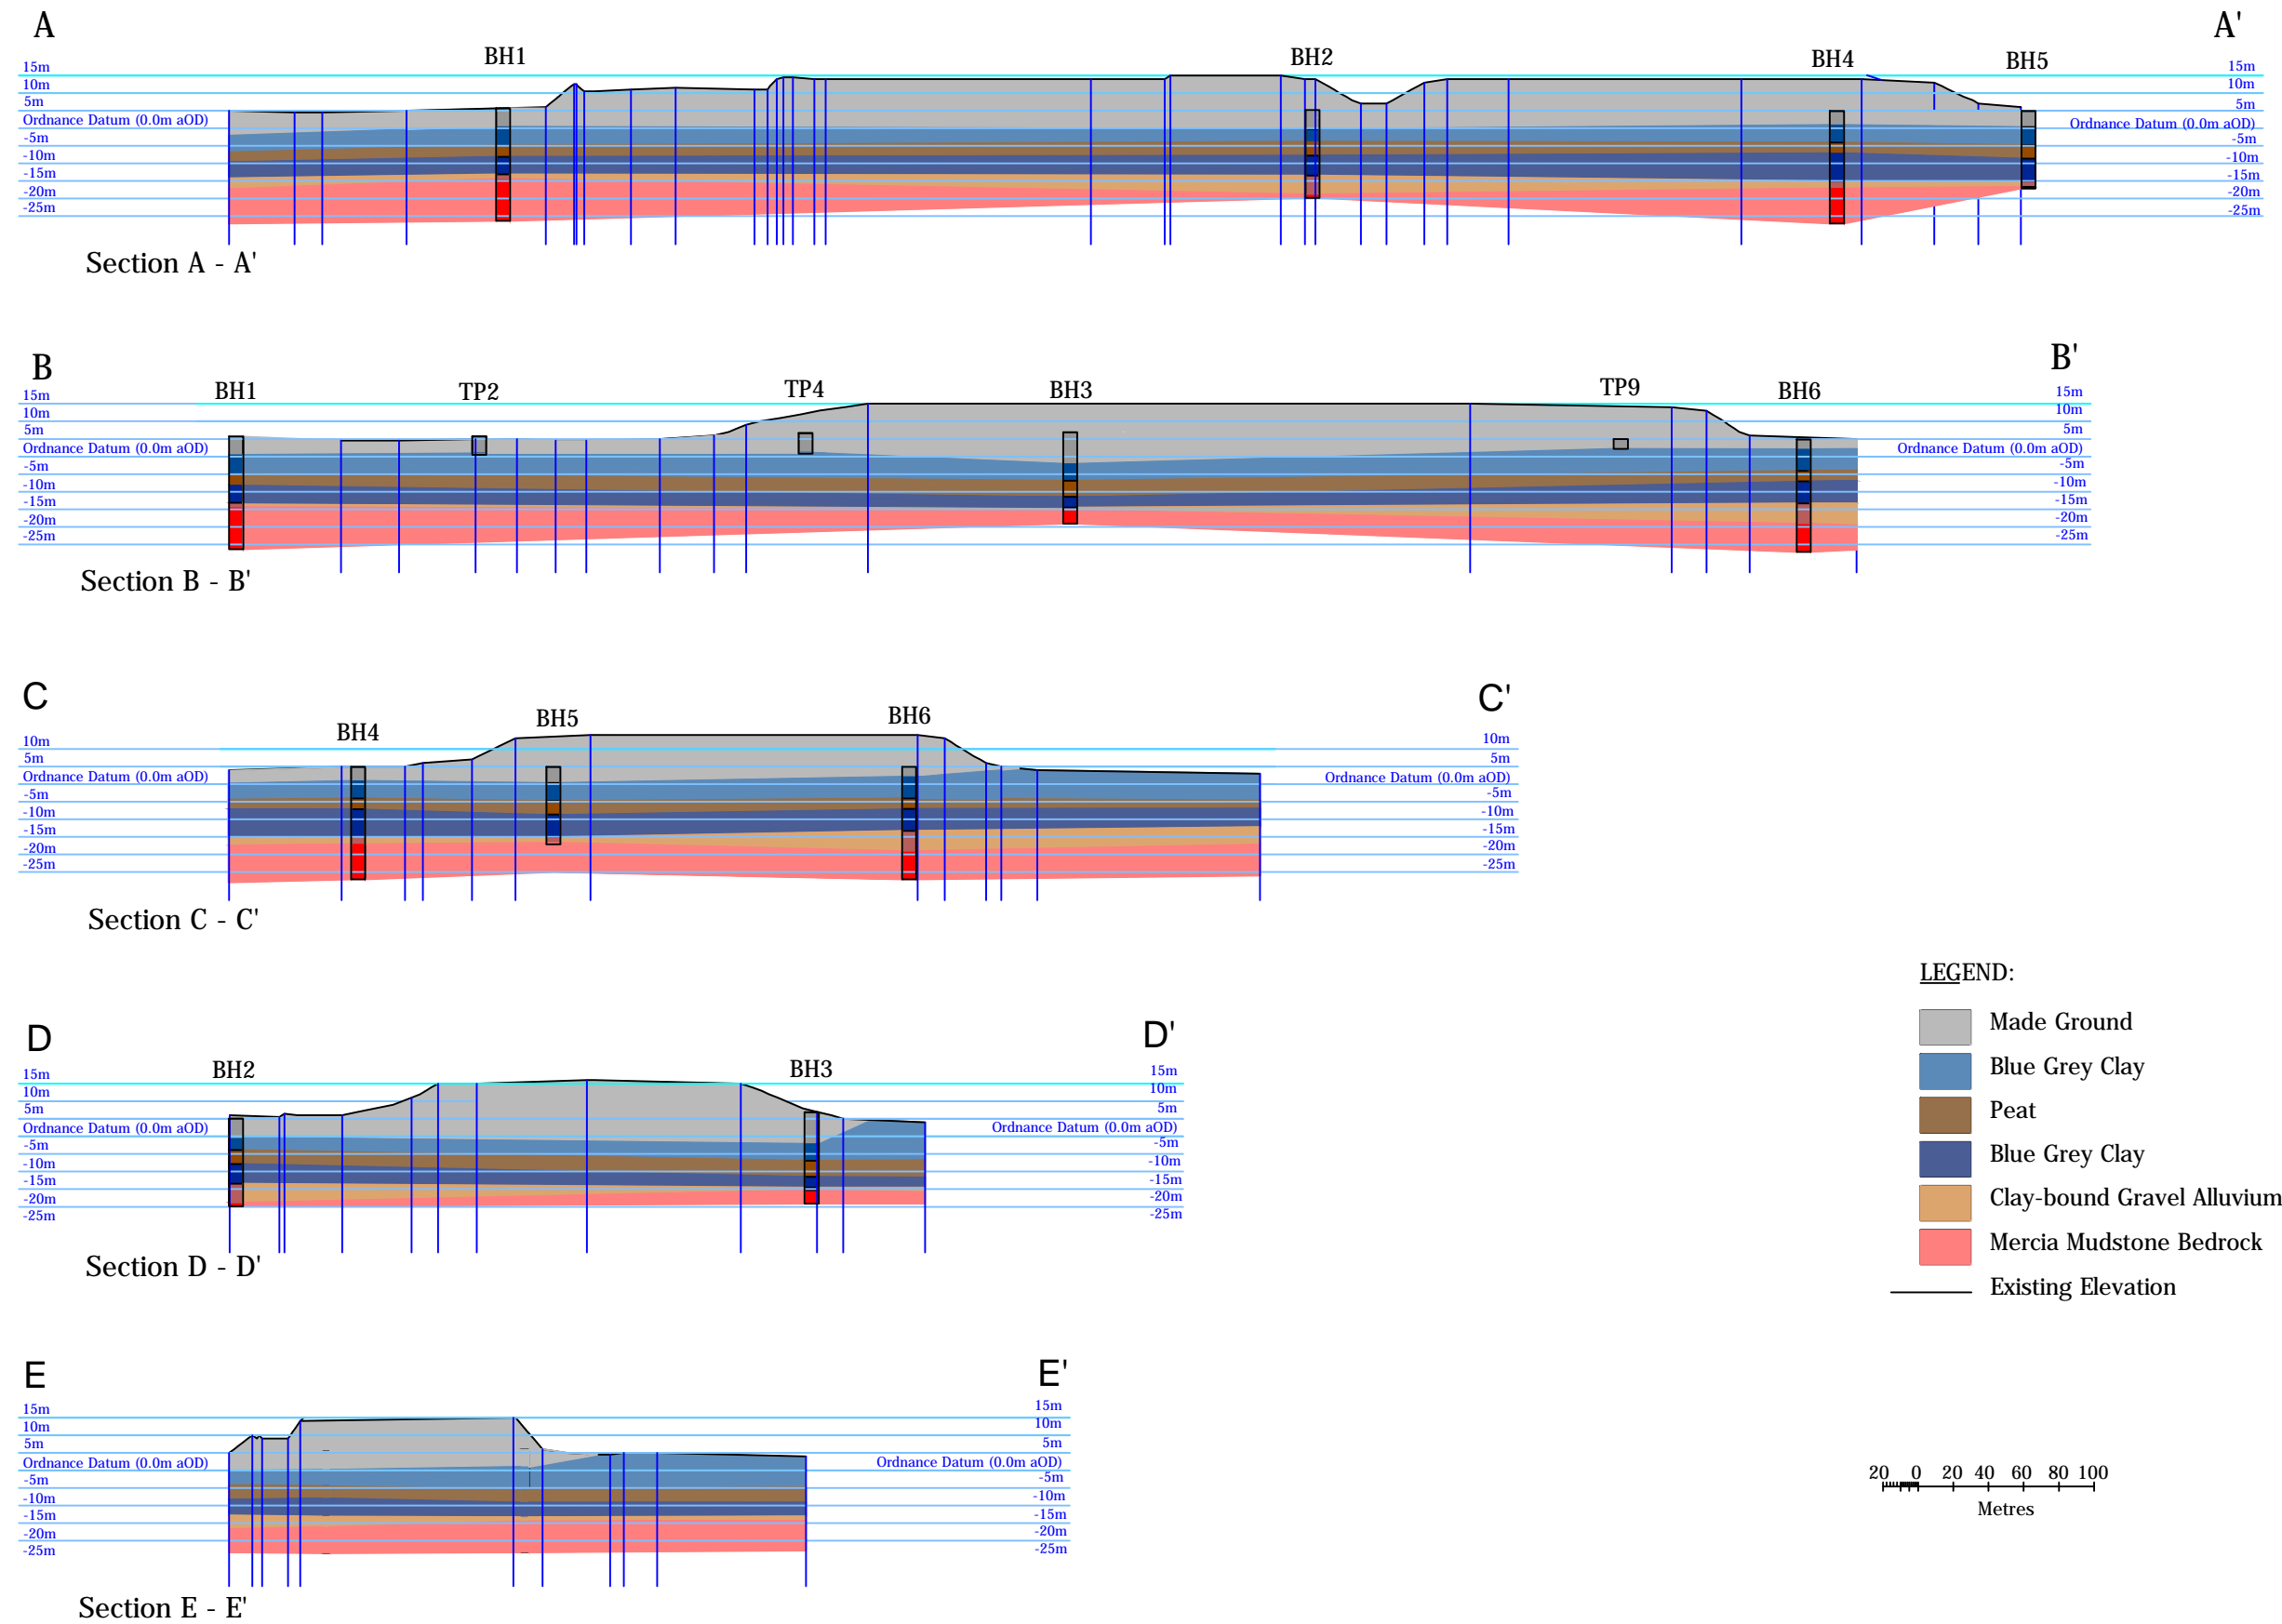 A A'
BH1 BH2 BH4 BH5
15m 15m
10m 10m
5m 5m
Ordnance Datum (0.0m aOD) Ordnance Datum (0.0m aOD)
-5m -5m
-10m -10m
-15m -15m
-20m -20m
-25m -25m
Section A - A'
B B'
BH1 TP2 TP4 BH3 TP9 BH6
15m 15m
10m 10m
5m 5m
Ordnance Datum (0.0m aOD) Ordnance Datum (0.0m aOD)
-5m -5m
-10m -10m
-15m -15m
-20m -20m
-25m -25m
Section B - B'
C C'
BH4 BH5 BH6
10m 10m
5m 5m
Ordnance Datum (0.0m aOD) Ordnance Datum (0.0m aOD)
-5m -5m
-10m -10m
-15m -15m
-20m -20m
-25m -25m
Section C - C'
D D'
BH2 BH3
15m 15m
10m 10m
5m 5m
Ordnance Datum (0.0m aOD) Ordnance Datum (0.0m aOD)
-5m -5m
-10m -10m
-15m -15m
-20m -20m
-25m -25m
Section D - D'
E E'
15m 15m
10m 10m
5m 5m
Ordnance Datum (0.0m aOD) Ordnance Datum (0.0m aOD)
-5m -5m
-10m -10m
-15m -15m
-20m -20m
-25m -25m
Section E - E'
LEGEND:
Made Ground
Blue Grey Clay
Peat
Blue Grey Clay
Clay-bound Gravel Alluvium
Mercia Mudstone Bedrock
Existing Elevation
20 0 20 40 60 80 100
Metres